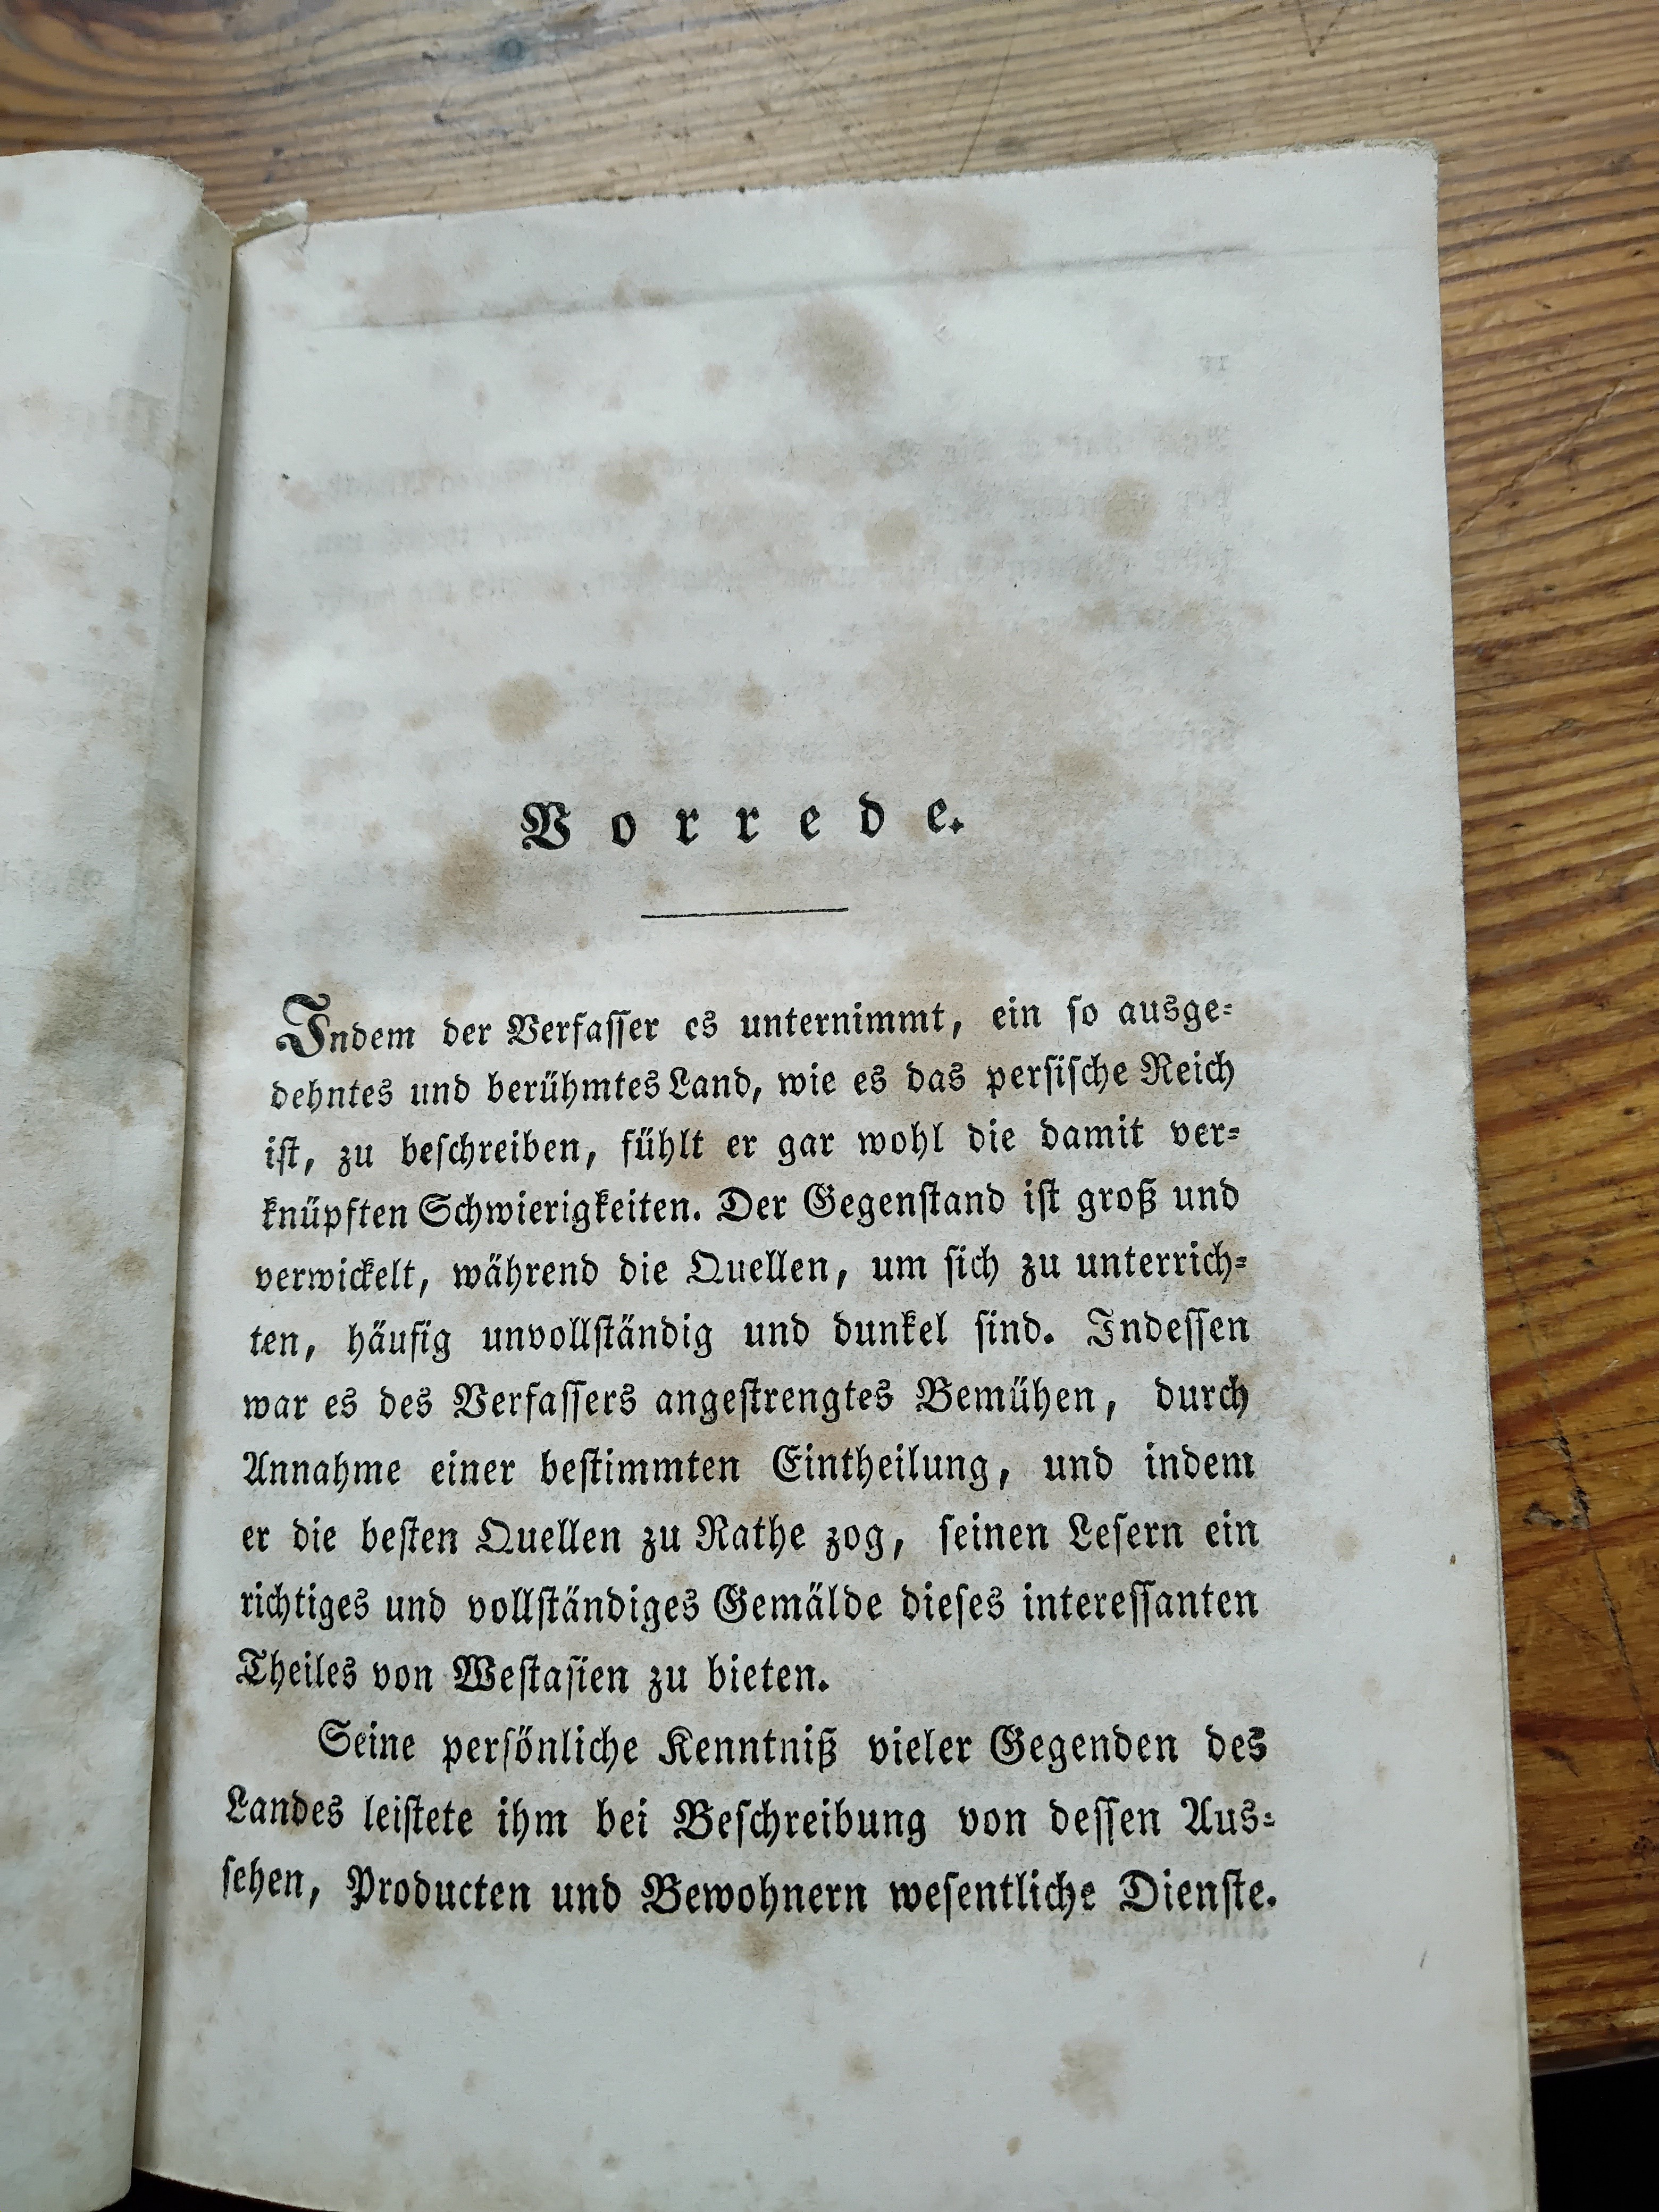 Vorrede.
Indem der Verfasser es unternimmt, ein so ausge-
dehntes und berühmtes Land, wie es das persische Reich
ist, zu beschreiben, fühlt er gar wohl die damit ver-
knüpften Schwierigkeiten. Der Gegenstand ist groß und
verwickelt, während die Quellen, um sich zu unterrich-
ten, häufig unvollständig und dunkel sind. Indessen
war es des Verfassers angestrengtes Bemühen, durch
Annahme einer bestimmten Eintheilung, und indem
er die besten Quellen zu Rathe zog, seinen Lesern ein
richtiges und vollständiges Gemälde dieses interessanten
Theiles von Westasien zu bieten.
Seine persönliche Kenntniß vieler Gegenden des
Landes leistete ihm bei Beschreibung von dessen Aus-
sehen, Producten und Bewohnern wesentliche Dienste.